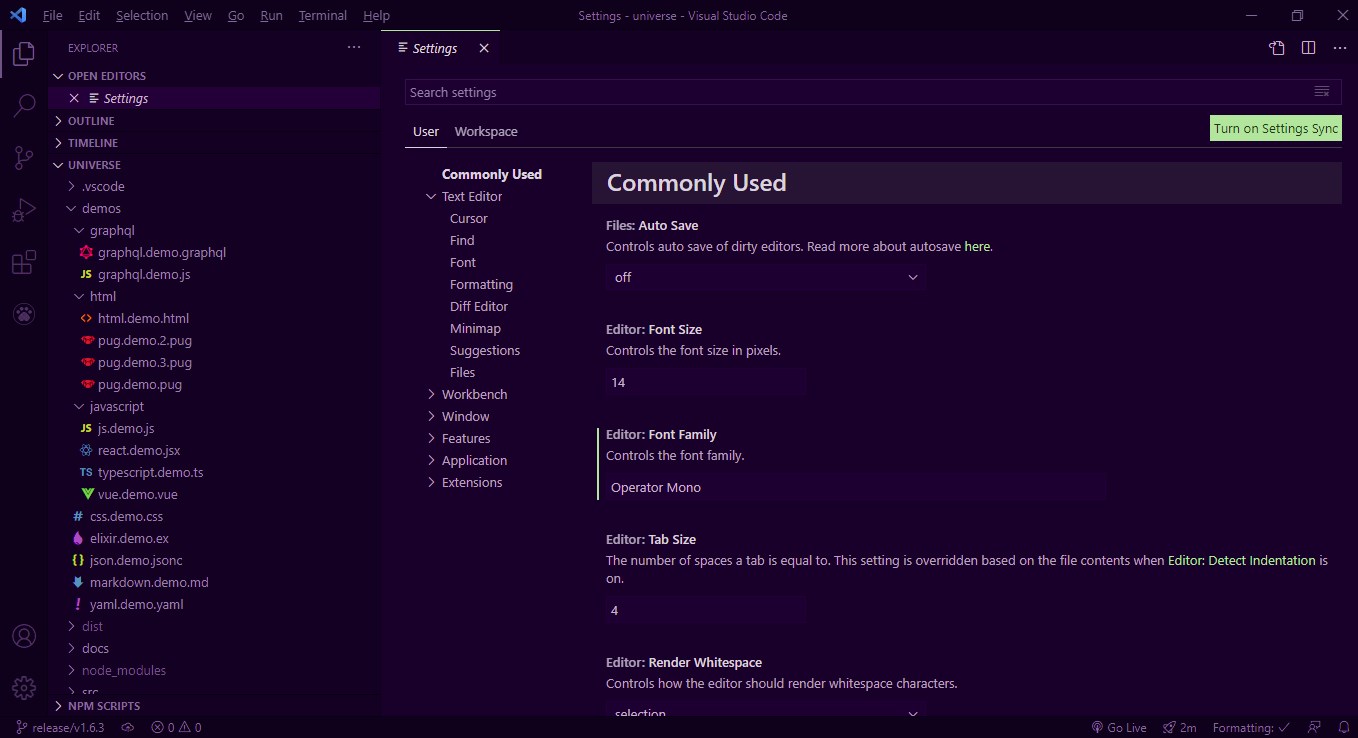 File Edit Selection View Go Run Terminal Help
Settings - universe - Visual Studio Code
EXPLORER
OPEN EDITORS
Settings
OUTLINE
TIMELINE
UNIVERSE
.vscode
demos
graphql
graphql.demo.graphql
JS graphql.demo.js
html
html.demo.html
pug.demo.2.pug
pug.demo.3.pug
pug.demo.pug
javascript
JS js.demo.js
react.demo.jsx
TS typescript.demo.ts
vue.demo.vue
# css.demo.css
elixir.demo.ex
{} json.demo.jsonc
markdown.demo.md
! yaml.demo.yaml
dist
docs
node_modules
src
NPM SCRIPTS
Settings
Search settings
User Workspace
Turn on Settings Sync
Commonly Used
Text Editor
Cursor
Find
Font
Formatting
Diff Editor
Minimap
Suggestions
Files
Workbench
Window
Features
Application
Extensions
Commonly Used
Files: Auto Save
Controls auto save of dirty editors. Read more about autosave here.
off
Editor: Font Size
Controls the font size in pixels.
14
Editor: Font Family
Controls the font family.
Operator Mono
Editor: Tab Size
The number of spaces a tab is equal to. This setting is overridden based on the file contents when Editor: Detect Indentation is
on.
4
Editor: Render Whitespace
Controls how the editor should render whitespace characters.
selection
release/v1.6.3 0 0 Go Live 2m Formatting: ✓